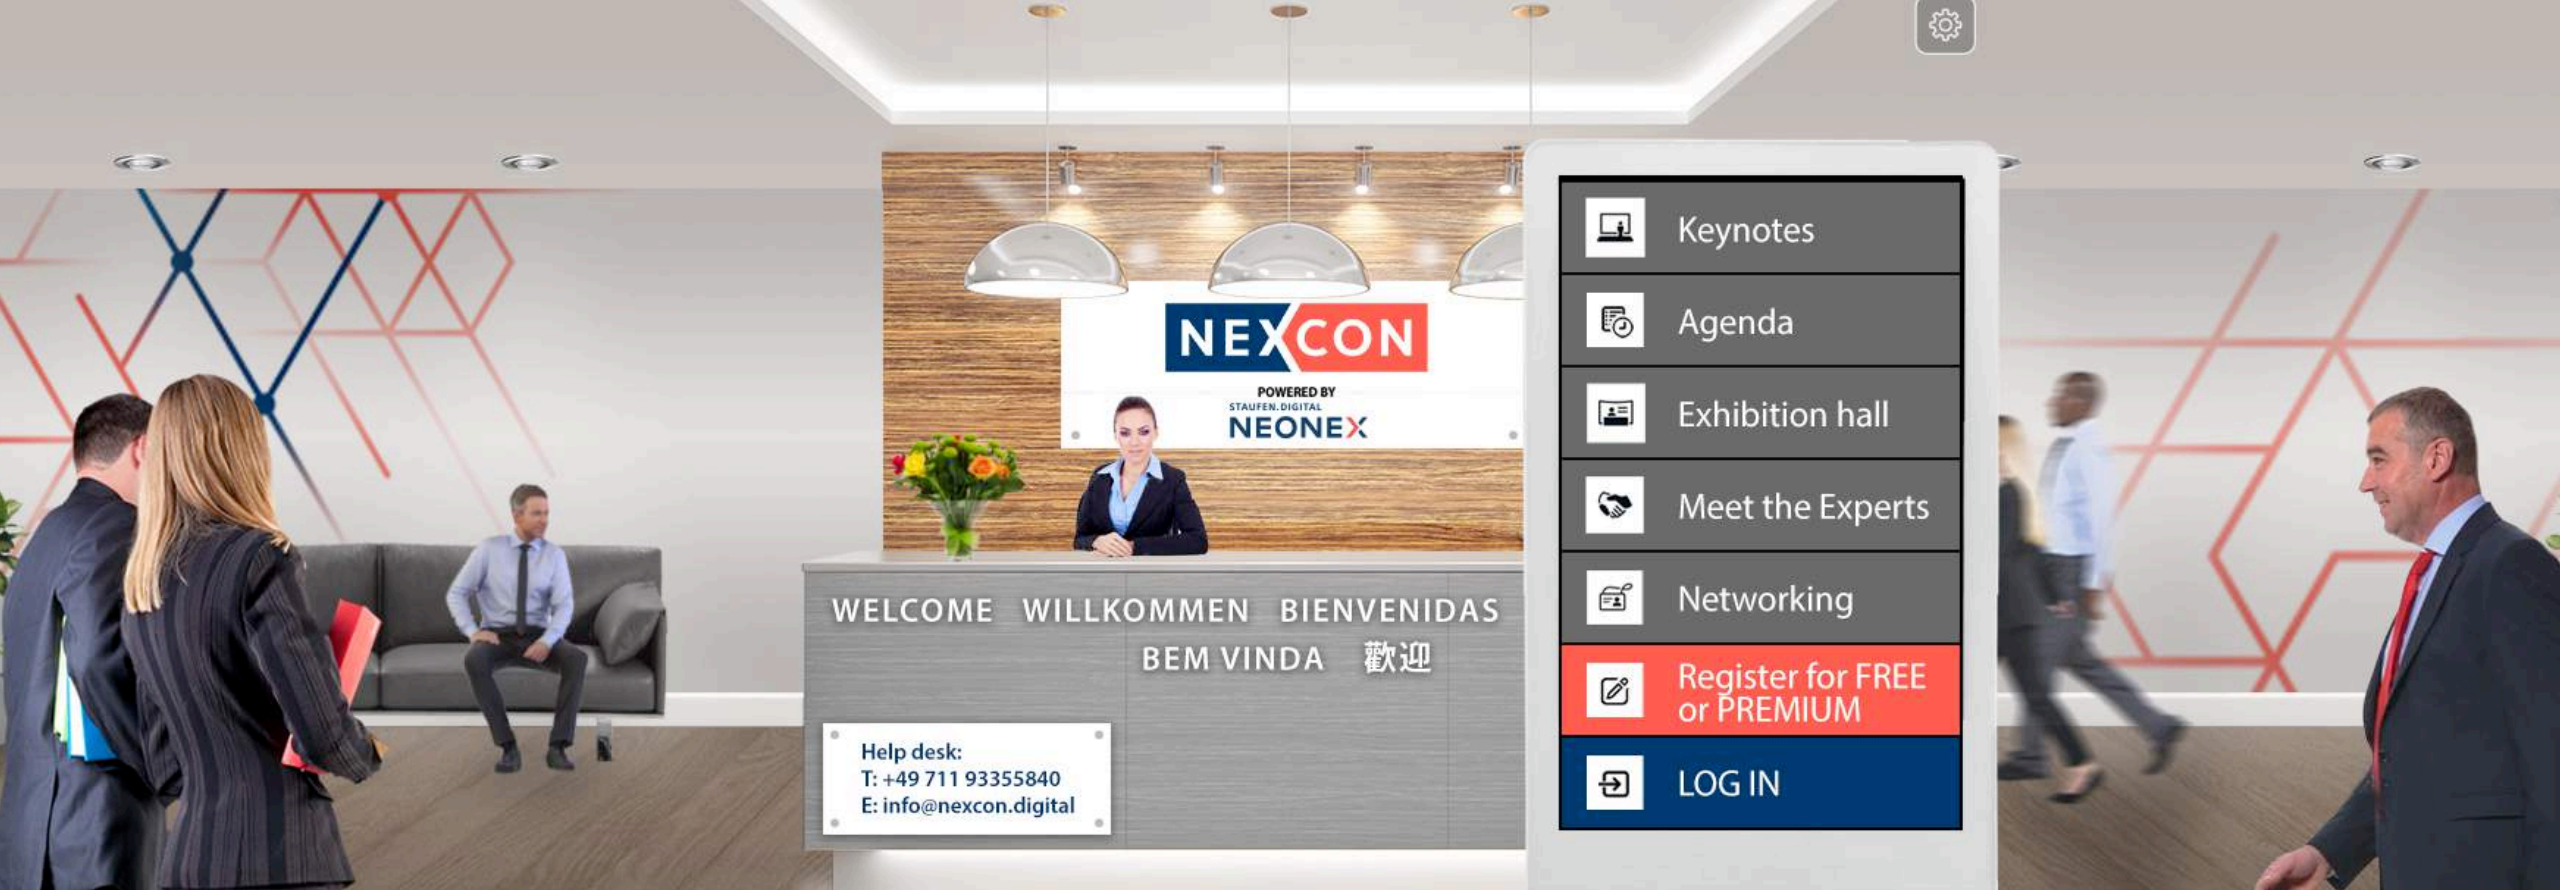 NEXCON
POWERED BY
STAUFEN.DIGITAL
NEONEX
WELCOME WILLKOMMEN BIENVENIDAS
BEM VINDA 歡迎
Help desk:
T: +49 711 93355840
E: info@nexcon.digital
Keynotes
Agenda
Exhibition hall
Meet the Experts
Networking
Register for FREE
or PREMIUM
LOG IN